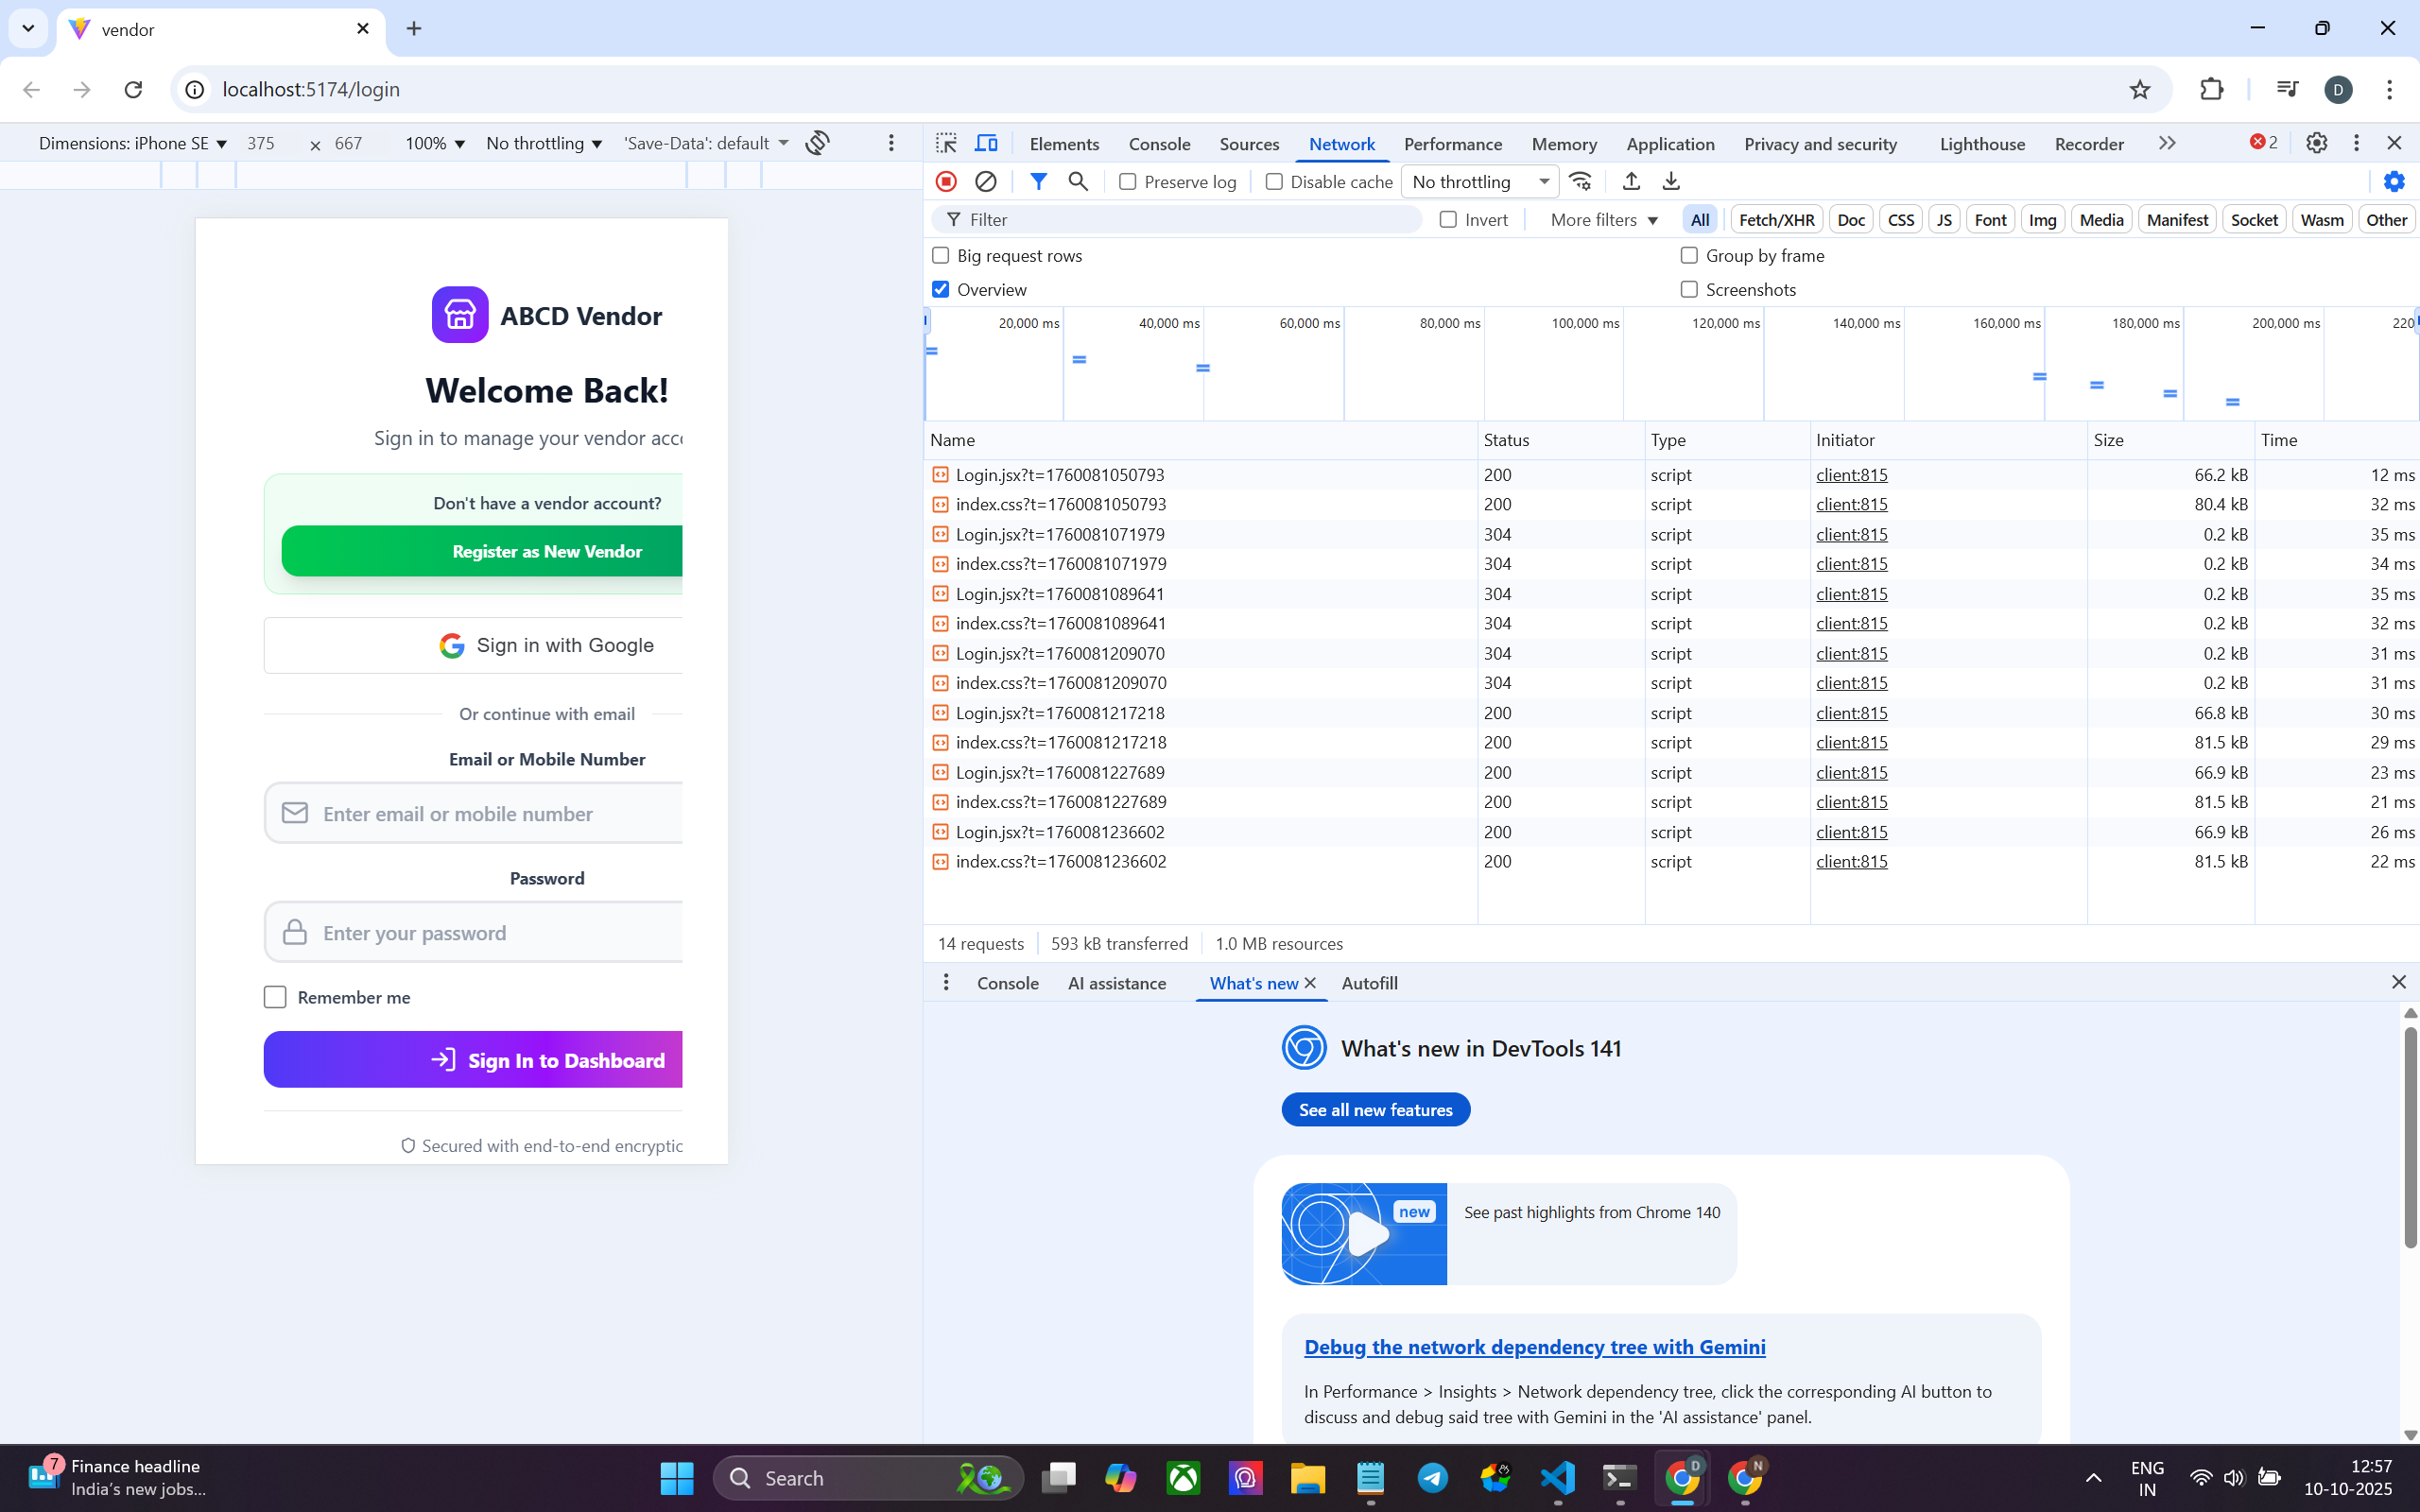 vendor
localhost:5174/login
D
Dimensions: iPhone SE ▼ 375 × 667 100% ▼ No throttling ▼ 'Save-Data': default
Elements Console Sources Network Performance Memory Application Privacy and security Lighthouse Recorder 2
Preserve log Disable cache No throttling
Filter Invert More filters ▼ All Fetch/XHR Doc CSS JS Font Img Media Manifest Socket Wasm Other
Big request rows Group by frame
Overview Screenshots
20,000 ms 40,000 ms 60,000 ms 80,000 ms 100,000 ms 120,000 ms 140,000 ms 160,000 ms 180,000 ms 200,000 ms 220
Name Status Type Initiator Size Time
Login.jsx?t=1760081050793 200 script client:815 66.2 kB 12 ms
index.css?t=1760081050793 200 script client:815 80.4 kB 32 ms
Login.jsx?t=1760081071979 304 script client:815 0.2 kB 35 ms
index.css?t=1760081071979 304 script client:815 0.2 kB 34 ms
Login.jsx?t=1760081089641 304 script client:815 0.2 kB 35 ms
index.css?t=1760081089641 304 script client:815 0.2 kB 32 ms
Login.jsx?t=1760081209070 304 script client:815 0.2 kB 31 ms
index.css?t=1760081209070 304 script client:815 0.2 kB 31 ms
Login.jsx?t=1760081217218 200 script client:815 66.8 kB 30 ms
index.css?t=1760081217218 200 script client:815 81.5 kB 29 ms
Login.jsx?t=1760081227689 200 script client:815 66.9 kB 23 ms
index.css?t=1760081227689 200 script client:815 81.5 kB 21 ms
Login.jsx?t=1760081236602 200 script client:815 66.9 kB 26 ms
index.css?t=1760081236602 200 script client:815 81.5 kB 22 ms
14 requests 593 kB transferred 1.0 MB resources
Console AI assistance What's new Autofill
What's new in DevTools 141
See all new features
new
See past highlights from Chrome 140
Debug the network dependency tree with Gemini
In Performance > Insights > Network dependency tree, click the corresponding AI button to
discuss and debug said tree with Gemini in the 'AI assistance' panel.
ABCD Vendor
Welcome Back!
Sign in to manage your vendor acc
Don't have a vendor account?
Register as New Vendor
Sign in with Google
Or continue with email
Email or Mobile Number
Enter email or mobile number
Password
Enter your password
Remember me
Sign In to Dashboard
Secured with end-to-end encryptic
7
Finance headline
India's new jobs...
Search
D
N
ENG
IN
12:57
10-10-2025